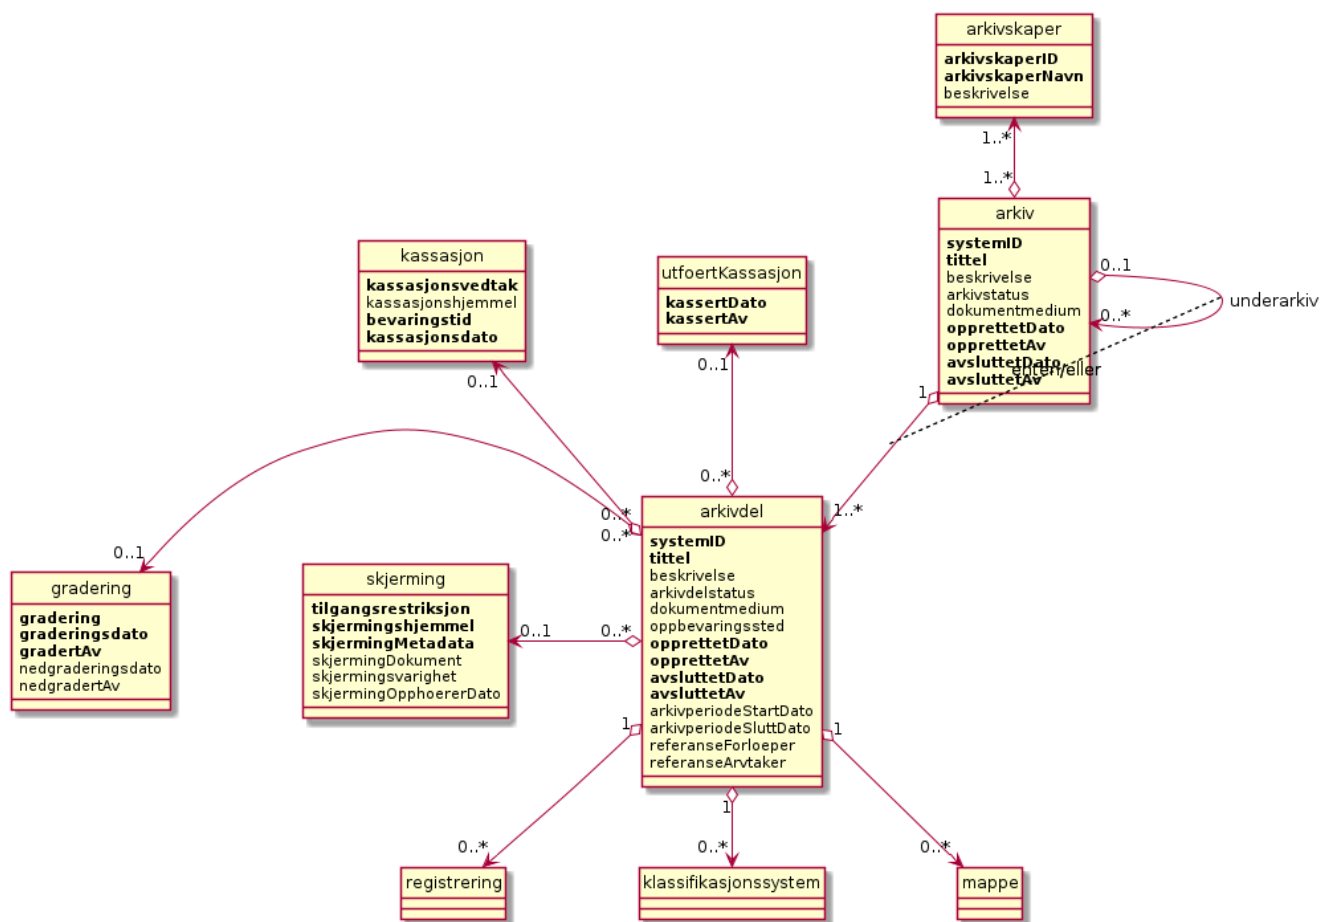 arkivskaper
arkivskaperID
arkivskaperNavn
beskrivelse
1..*
1..*
arkiv
systemID
tittel
beskrivelse
arkivstatus
dokumentmedium
opprettetDato
opprettetAv
avsluttetDato
avsluttetAv
0..1
0..*
underarkiv
enten/eller
1
1..*
kassasjon
kassasjonsvedtak
kassasjonshjemmel
bevaringstid
kassasjonsdato
0..1
utfoertKassasjon
kassertDato
kassertAv
0..1
0..*
0..*
0..*
arkivdel
systemID
tittel
beskrivelse
arkivdelstatus
dokumentmedium
oppbevaringssted
opprettetDato
opprettetAv
avsluttetDato
avsluttetAv
arkivperiodeStartDato
arkivperiodeSluttDato
referanseForloeper
referanseArvtaker
0..1
gradering
gradering
graderingsdato
gradertAv
nedgraderingsdato
nedgradertAv
skjerming
tilgangsrestriksjon
skjermingshjemmel
skjermingMetadata
skjermingDokument
skjermingsvarighet
skjermingOpphoererDato
0..1
0..*
1
1
1
0..*
0..*
0..*
registrering
klassifikasjonssystem
mappe